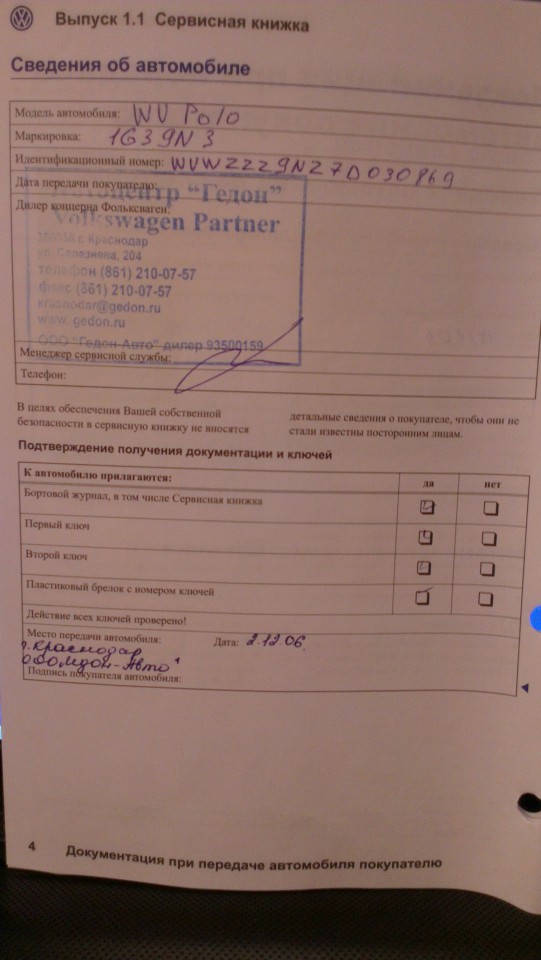 Выпуск 1.1 Сервисная книжка
Сведения об автомобиле
Модель автомобиля: WV Polo
Маркировка: 1G39N3
Идентификационный номер: WVWZZZ9NZ7D030869
Дата передачи покупателю:
Автоцентр "Гедон"
Дилер концерна Фольксваген:
Volkswagen Partner
г. Краснодар
ул. Селезнева, 204
телефон (861) 210-07-57
факс (861) 210-07-57
krasnodar@gedon.ru
www. gedon.ru
ООО "Гедон-Авто" дилер 93500159
Менеджер сервисной службы:
Телефон:
В целях обеспечения Вашей собственной
безопасности в сервисную книжку не вносятся
детальные сведения о покупателе, чтобы они не
стали известны посторонним лицам.
Подтверждение получения документации и ключей
К автомобилю прилагаются: да нет
Бортовой журнал, в том числе Сервисная книжка
Первый ключ
Второй ключ
Пластиковый брелок с номером ключей
Действие всех ключей проверено!
Место передачи автомобиля: Дата: 2.12.06
г. Краснодар
Подпись покупателя автомобиля:
4 Документация при передаче автомобиля покупателю